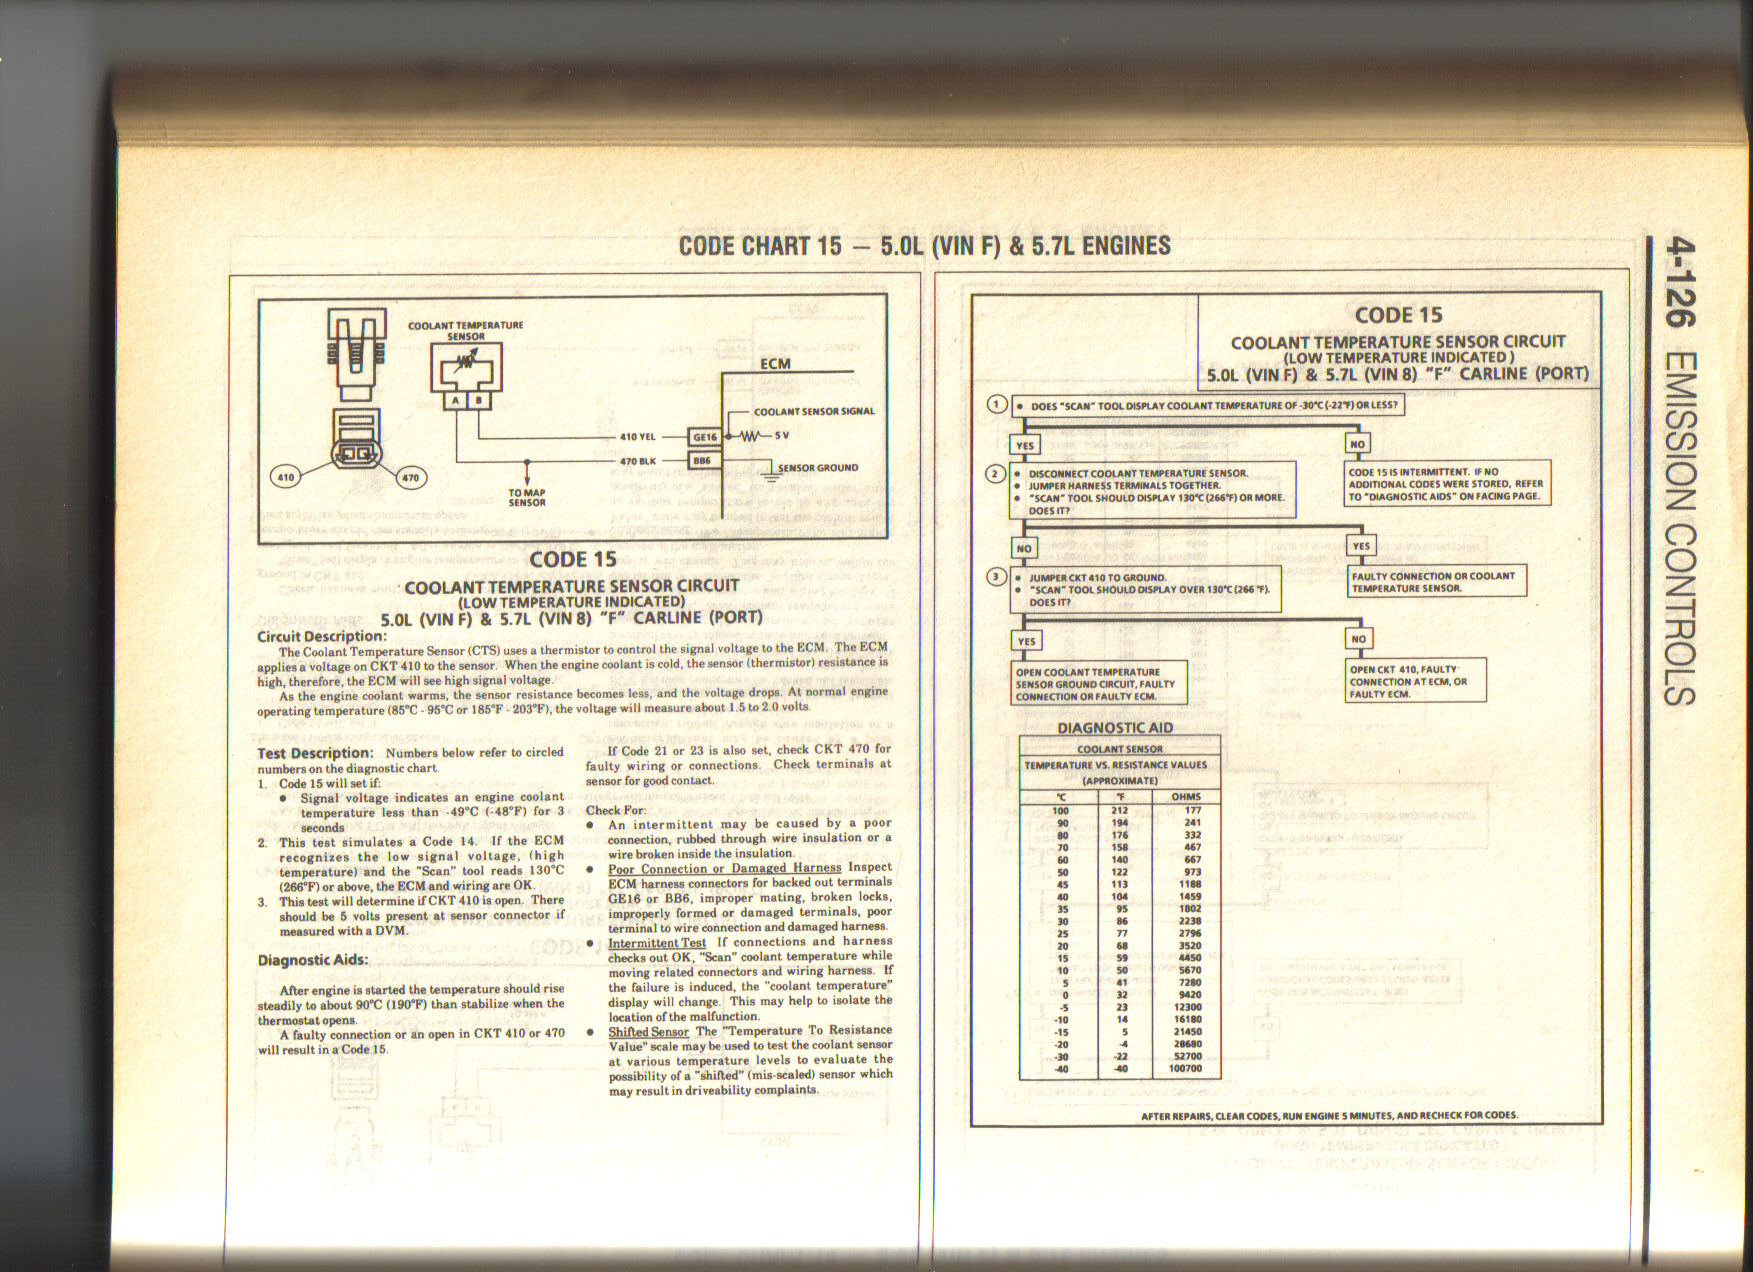 CODE CHART 15 — 5.0L (VIN F) & 5.7L ENGINES
4-126 EMISSION CONTROLS
COOLANT TEMPERATURE
SENSOR
A B
ECM
COOLANT SENSOR SIGNAL
410 YEL
GE16
5 V
470 BLK
BB6
SENSOR GROUND
410
470
TO MAP
SENSOR
CODE 15
COOLANT TEMPERATURE SENSOR CIRCUIT
(LOW TEMPERATURE INDICATED)
5.0L (VIN F) & 5.7L (VIN 8) "F" CARLINE (PORT)
Circuit Description:
The Coolant Temperature Sensor (CTS) uses a thermistor to control the signal voltage to the ECM. The ECM
applies a voltage on CKT 410 to the sensor. When the engine coolant is cold, the sensor (thermistor) resistance is
high, therefore, the ECM will see high signal voltage.
As the engine coolant warms, the sensor resistance becomes less, and the voltage drops. At normal engine
operating temperature (85°C - 95°C or 185°F - 203°F), the voltage will measure about 1.5 to 2.0 volts.
Test Description: Numbers below refer to circled
numbers on the diagnostic chart.
1. Code 15 will set if:
• Signal voltage indicates an engine coolant
temperature less than -49°C (-48°F) for 3
seconds
2. This test simulates a Code 14. If the ECM
recognizes the low signal voltage, (high
temperature) and the "Scan" tool reads 130°C
(266°F) or above, the ECM and wiring are OK.
3. This test will determine if CKT 410 is open. There
should be 5 volts present at sensor connector if
measured with a DVM.
Diagnostic Aids:
After engine is started the temperature should rise
steadily to about 90°C (190°F) than stabilize when the
thermostat opens.
A faulty connection or an open in CKT 410 or 470
will result in a Code 15.
If Code 21 or 23 is also set, check CKT 470 for
faulty wiring or connections. Check terminals at
sensor for good contact.
Check For:
• An intermittent may be caused by a poor
connection, rubbed through wire insulation or a
wire broken inside the insulation.
• Poor Connection or Damaged Harness Inspect
ECM harness connectors for backed out terminals
GE16 or BB6, improper mating, broken locks,
improperly formed or damaged terminals, poor
terminal to wire connection and damaged harness.
• Intermittent Test If connections and harness
checks out OK, "Scan" coolant temperature while
moving related connectors and wiring harness. If
the failure is induced, the "coolant temperature"
display will change. This may help to isolate the
location of the malfunction.
• Shifted Sensor The "Temperature To Resistance
Value" scale may be used to test the coolant sensor
at various temperature levels to evaluate the
possibility of a "shifted" (mis-scaled) sensor which
may result in driveability complaints.
CODE 15
COOLANT TEMPERATURE SENSOR CIRCUIT
(LOW TEMPERATURE INDICATED)
5.0L (VIN F) & 5.7L (VIN 8) "F" CARLINE (PORT)
1 • DOES "SCAN" TOOL DISPLAY COOLANT TEMPERATURE OF -30°C (-22°F) OR LESS?
YES
NO
2 • DISCONNECT COOLANT TEMPERATURE SENSOR.
• JUMPER HARNESS TERMINALS TOGETHER.
• "SCAN" TOOL SHOULD DISPLAY 130°C (266°F) OR MORE.
DOES IT?
CODE 15 IS INTERMITTENT. IF NO
ADDITIONAL CODES WERE STORED, REFER
TO "DIAGNOSTIC AIDS" ON FACING PAGE.
NO
YES
3 • JUMPER CKT 410 TO GROUND.
• "SCAN" TOOL SHOULD DISPLAY OVER 130°C (266 °F).
DOES IT?
FAULTY CONNECTION OR COOLANT
TEMPERATURE SENSOR.
YES
NO
OPEN COOLANT TEMPERATURE
SENSOR GROUND CIRCUIT, FAULTY
CONNECTION OR FAULTY ECM.
OPEN CKT 410, FAULTY
CONNECTION AT ECM, OR
FAULTY ECM.
DIAGNOSTIC AID
COOLANT SENSOR
TEMPERATURE VS. RESISTANCE VALUES
(APPROXIMATE)
°C °F OHMS
100 212 177
90 194 241
80 176 332
70 158 467
60 140 667
50 122 973
45 113 1188
40 104 1459
35 95 1802
30 86 2238
25 77 2796
20 68 3520
15 59 4450
10 50 5670
5 41 7280
0 32 9420
-5 23 12300
-10 14 16180
-15 5 21450
-20 -4 28680
-30 -22 52700
-40 -40 100700
AFTER REPAIRS, CLEAR CODES, RUN ENGINE 5 MINUTES, AND RECHECK FOR CODES.